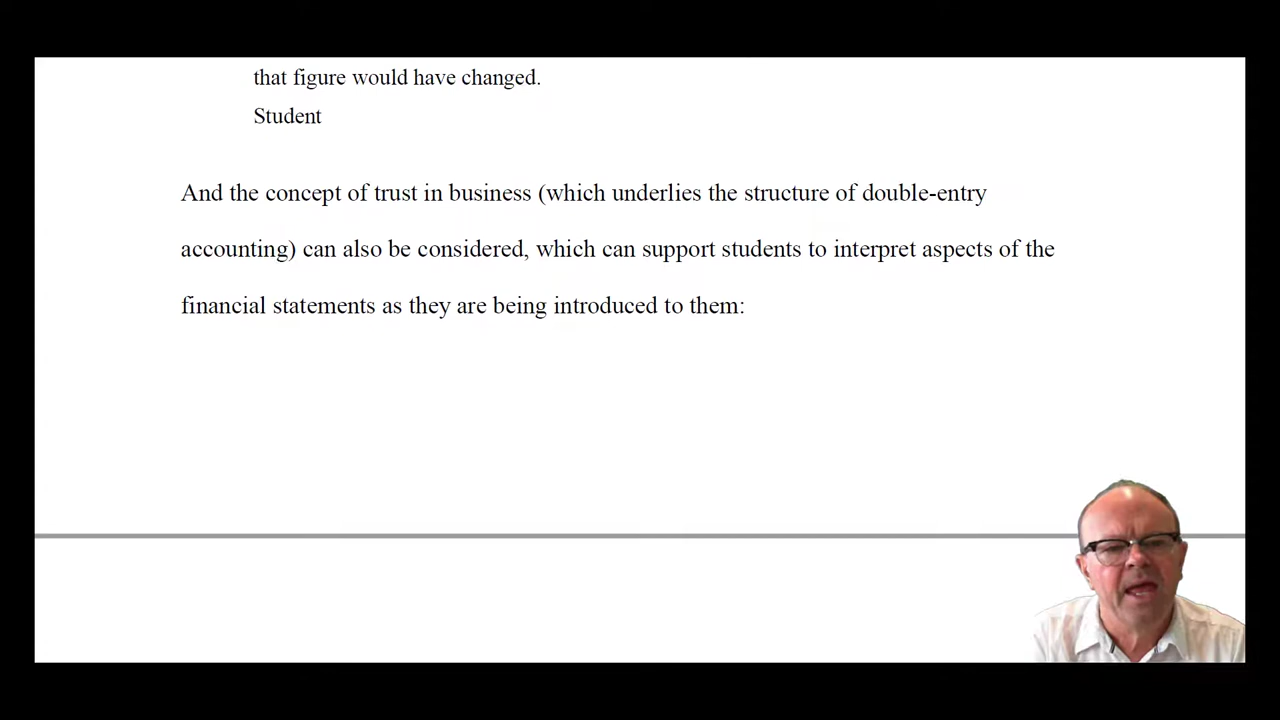 that figure would have changed.
Student
And the concept of trust in business (which underlies the structure of double-entry
accounting) can also be considered, which can support students to interpret aspects of the
financial statements as they are being introduced to them: